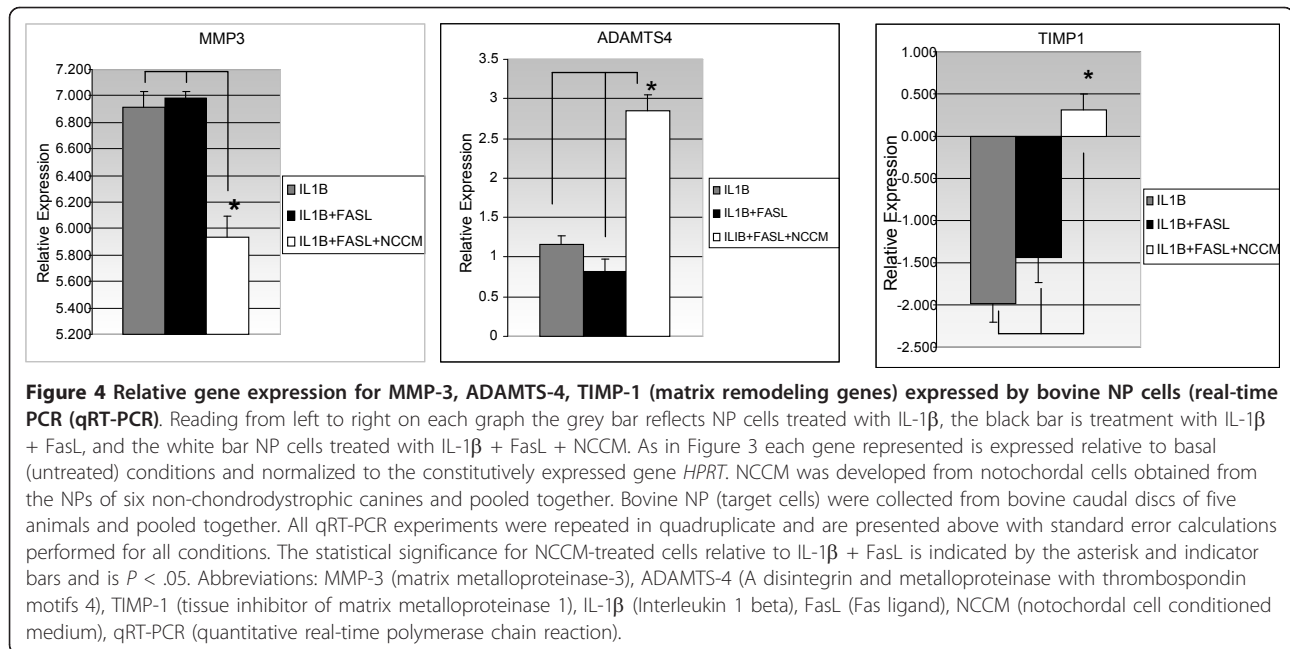 MMP3
7.200
7.000
6.800
6.600
6.400
6.200
6.000
5.800
5.600
5.400
5.200
Relative Expression
*
IL1B
IL1B+FASL
IL1B+FASL+NCCM
ADAMTS4
3.5
3
2.5
2
1.5
1
0.5
0
Relative Expression
*
IL1B
IL1B+FASL
ILIB+FASL+NCCM
TIMP1
1.000
0.500
0.000
-0.500
-1.000
-1.500
-2.000
-2.500
Relative Expression
*
IL1B
IL1B+FASL
IL1B+FASL+NCCM
Figure 4 Relative gene expression for MMP-3, ADAMTS-4, TIMP-1 (matrix remodeling genes) expressed by bovine NP cells (real-time
PCR (qRT-PCR). Reading from left to right on each graph the grey bar reflects NP cells treated with IL-1β, the black bar is treatment with IL-1β
+ FasL, and the white bar NP cells treated with IL-1β + FasL + NCCM. As in Figure 3 each gene represented is expressed relative to basal
(untreated) conditions and normalized to the constitutively expressed gene HPRT. NCCM was developed from notochordal cells obtained from
the NPs of six non-chondrodystrophic canines and pooled together. Bovine NP (target cells) were collected from bovine caudal discs of five
animals and pooled together. All qRT-PCR experiments were repeated in quadruplicate and are presented above with standard error calculations
performed for all conditions. The statistical significance for NCCM-treated cells relative to IL-1β + FasL is indicated by the asterisk and indicator
bars and is P < .05. Abbreviations: MMP-3 (matrix metalloproteinase-3), ADAMTS-4 (A disintegrin and metalloproteinase with thrombospondin
motifs 4), TIMP-1 (tissue inhibitor of matrix metalloproteinase 1), IL-1β (Interleukin 1 beta), FasL (Fas ligand), NCCM (notochordal cell conditioned
medium), qRT-PCR (quantitative real-time polymerase chain reaction).